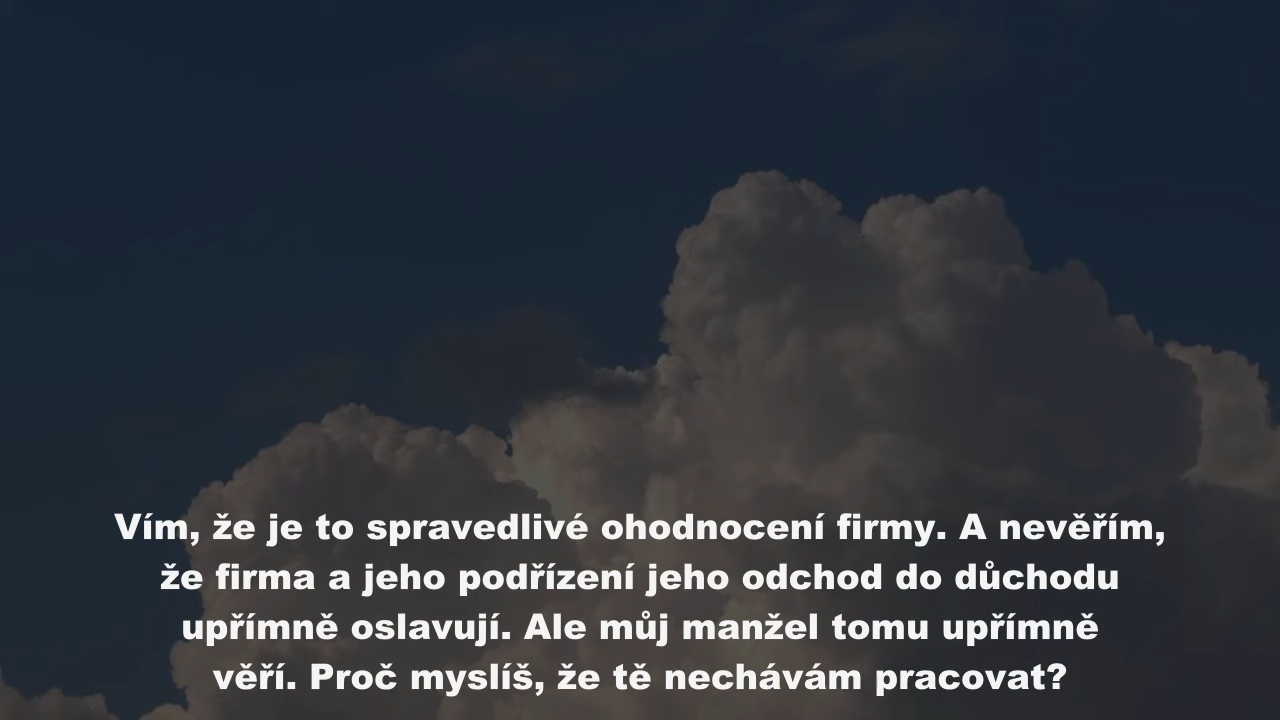 Vím, že je to spravedlivé ohodnocení firmy. A nevěřím,
že firma a jeho podřízení jeho odchod do důchodu
upřímně oslavují. Ale můj manžel tomu upřímně
věří. Proč myslíš, že tě nechávám pracovat?